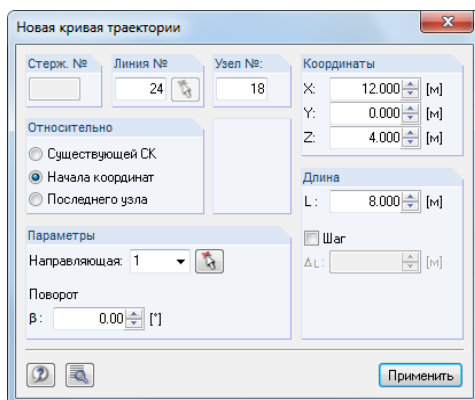 Новая кривая траектории
Стерж. №
Линия №
24
Узел №:
18
Координаты
X: 12.000 [м]
Y: 0.000 [м]
Z: 4.000 [м]
Относительно
Существующей СК
Начала координат
Последнего узла
Длина
L: 8.000 [м]
Шаг
ΔL: [м]
Параметры
Направляющая: 1
Поворот
β: 0.00 [°]
Применить